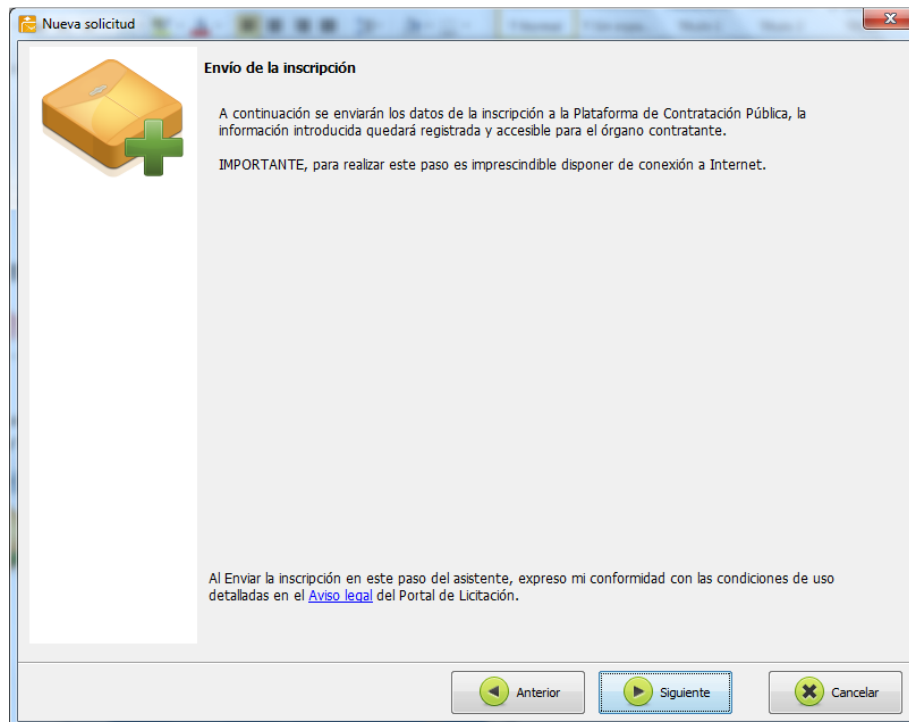 Nueva solicitud
Envío de la inscripción
A continuación se enviarán los datos de la inscripción a la Plataforma de Contratación Pública, la
información introducida quedará registrada y accesible para el órgano contratante.
IMPORTANTE, para realizar este paso es imprescindible disponer de conexión a Internet.
Al Enviar la inscripción en este paso del asistente, expreso mi conformidad con las condiciones de uso
detalladas en el Aviso legal del Portal de Licitación.
Anterior
Siguiente
Cancelar